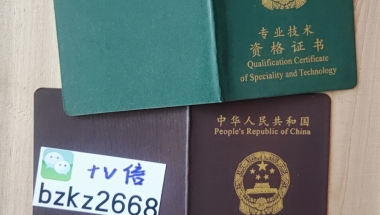 专业技术
资格证书
Qualification Certificate
of Speciality and Technology
中华人民共和国
People's Republic of China
+V信
bzkz2668